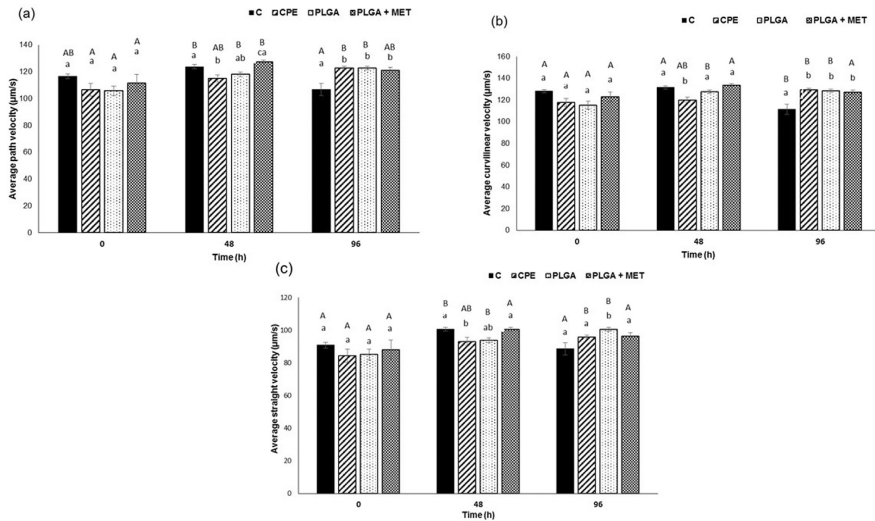 (a)
C CPE PLGA PLGA + MET
Average path velocity (µm/s)
140
120
100
80
60
40
20
0
AB A A A B AB B B A B B AB
a a a a a b ab ca a b b b
0 48 96
Time (h)
(b)
C CPE PLGA PLGA + MET
Average curvilinear velocity (µm/s)
160
140
120
100
80
60
40
20
0
A A A A A AB B A B A B A
a a a a a b a a a b b b
0 48 96
Time (h)
(c)
C CPE PLGA PLGA + MET
Average straight velocity (µm/s)
120
100
80
60
40
20
0
A A A A B AB B A A B B A
a a a a a b ab a a a b a
0 48 96
Time (h)